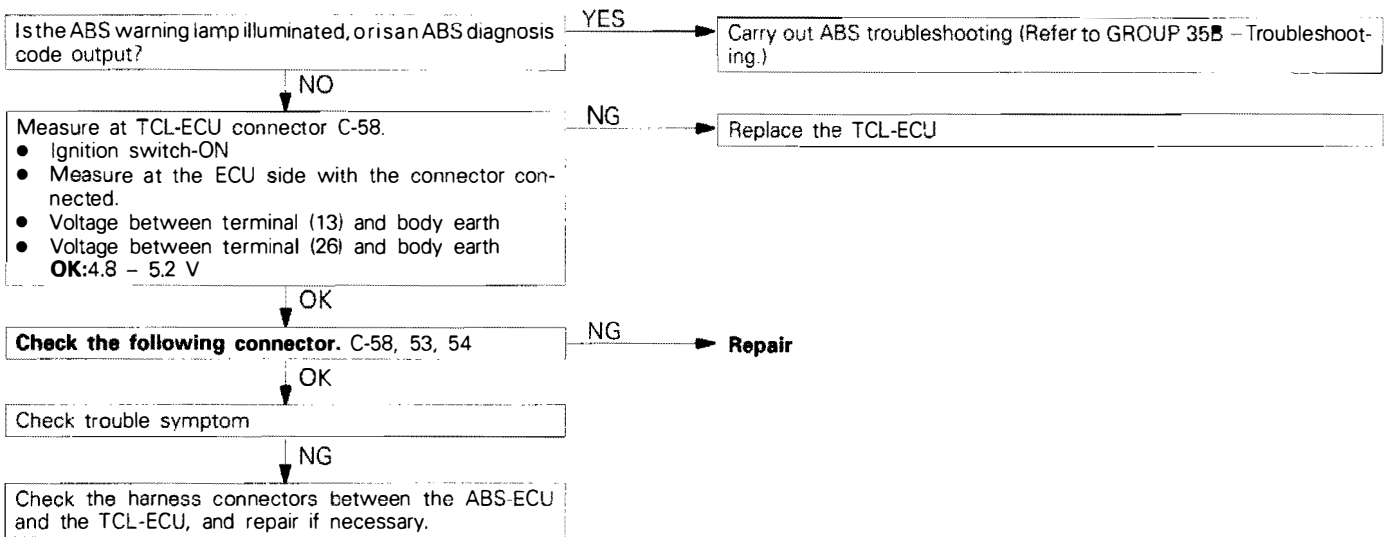 Is the ABS warning lamp illuminated, or is an ABS diagnosis
code output?
YES
Carry out ABS troubleshooting (Refer to GROUP 35B – Troubleshoot-
ing.)
NO
Measure at TCL-ECU connector C-58.
● Ignition switch-ON
● Measure at the ECU side with the connector con-
nected.
● Voltage between terminal (13) and body earth
● Voltage between terminal (26) and body earth
OK:4.8 – 5.2 V
NG
Replace the TCL-ECU
OK
Check the following connector. C-58, 53, 54
NG
Repair
OK
Check trouble symptom
NG
Check the harness connectors between the ABS-ECU
and the TCL-ECU, and repair if necessary.